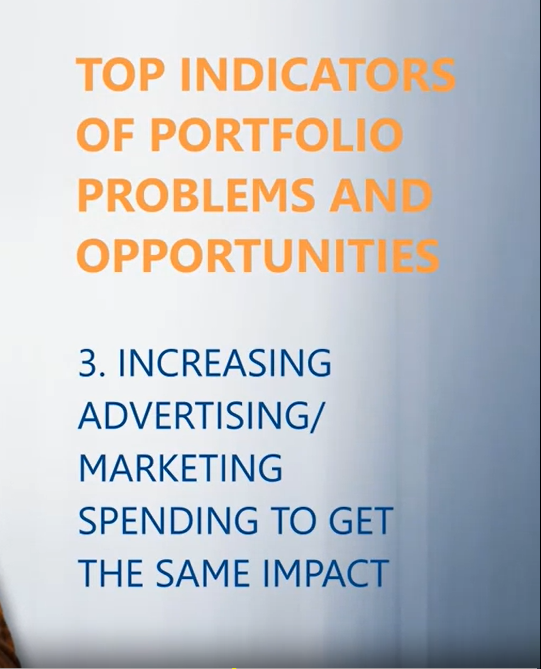 TOP INDICATORS
OF PORTFOLIO
PROBLEMS AND
OPPORTUNITIES
3. INCREASING
ADVERTISING/
MARKETING
SPENDING TO GET
THE SAME IMPACT